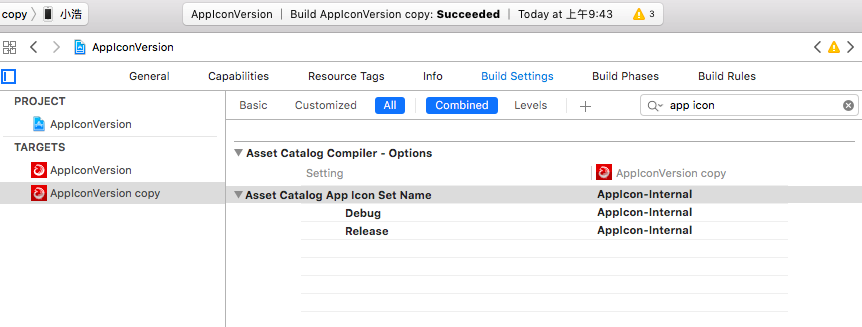 copy 小浩 AppIconVersion | Build AppIconVersion copy: Succeeded | Today at 上午9:43 3
AppIconVersion
General Capabilities Resource Tags Info Build Settings Build Phases Build Rules
PROJECT
AppIconVersion
TARGETS
AppIconVersion
AppIconVersion copy
Basic Customized All Combined Levels + app icon
Asset Catalog Compiler - Options
Setting AppIconVersion copy
Asset Catalog App Icon Set Name AppIcon-Internal
Debug AppIcon-Internal
Release AppIcon-Internal